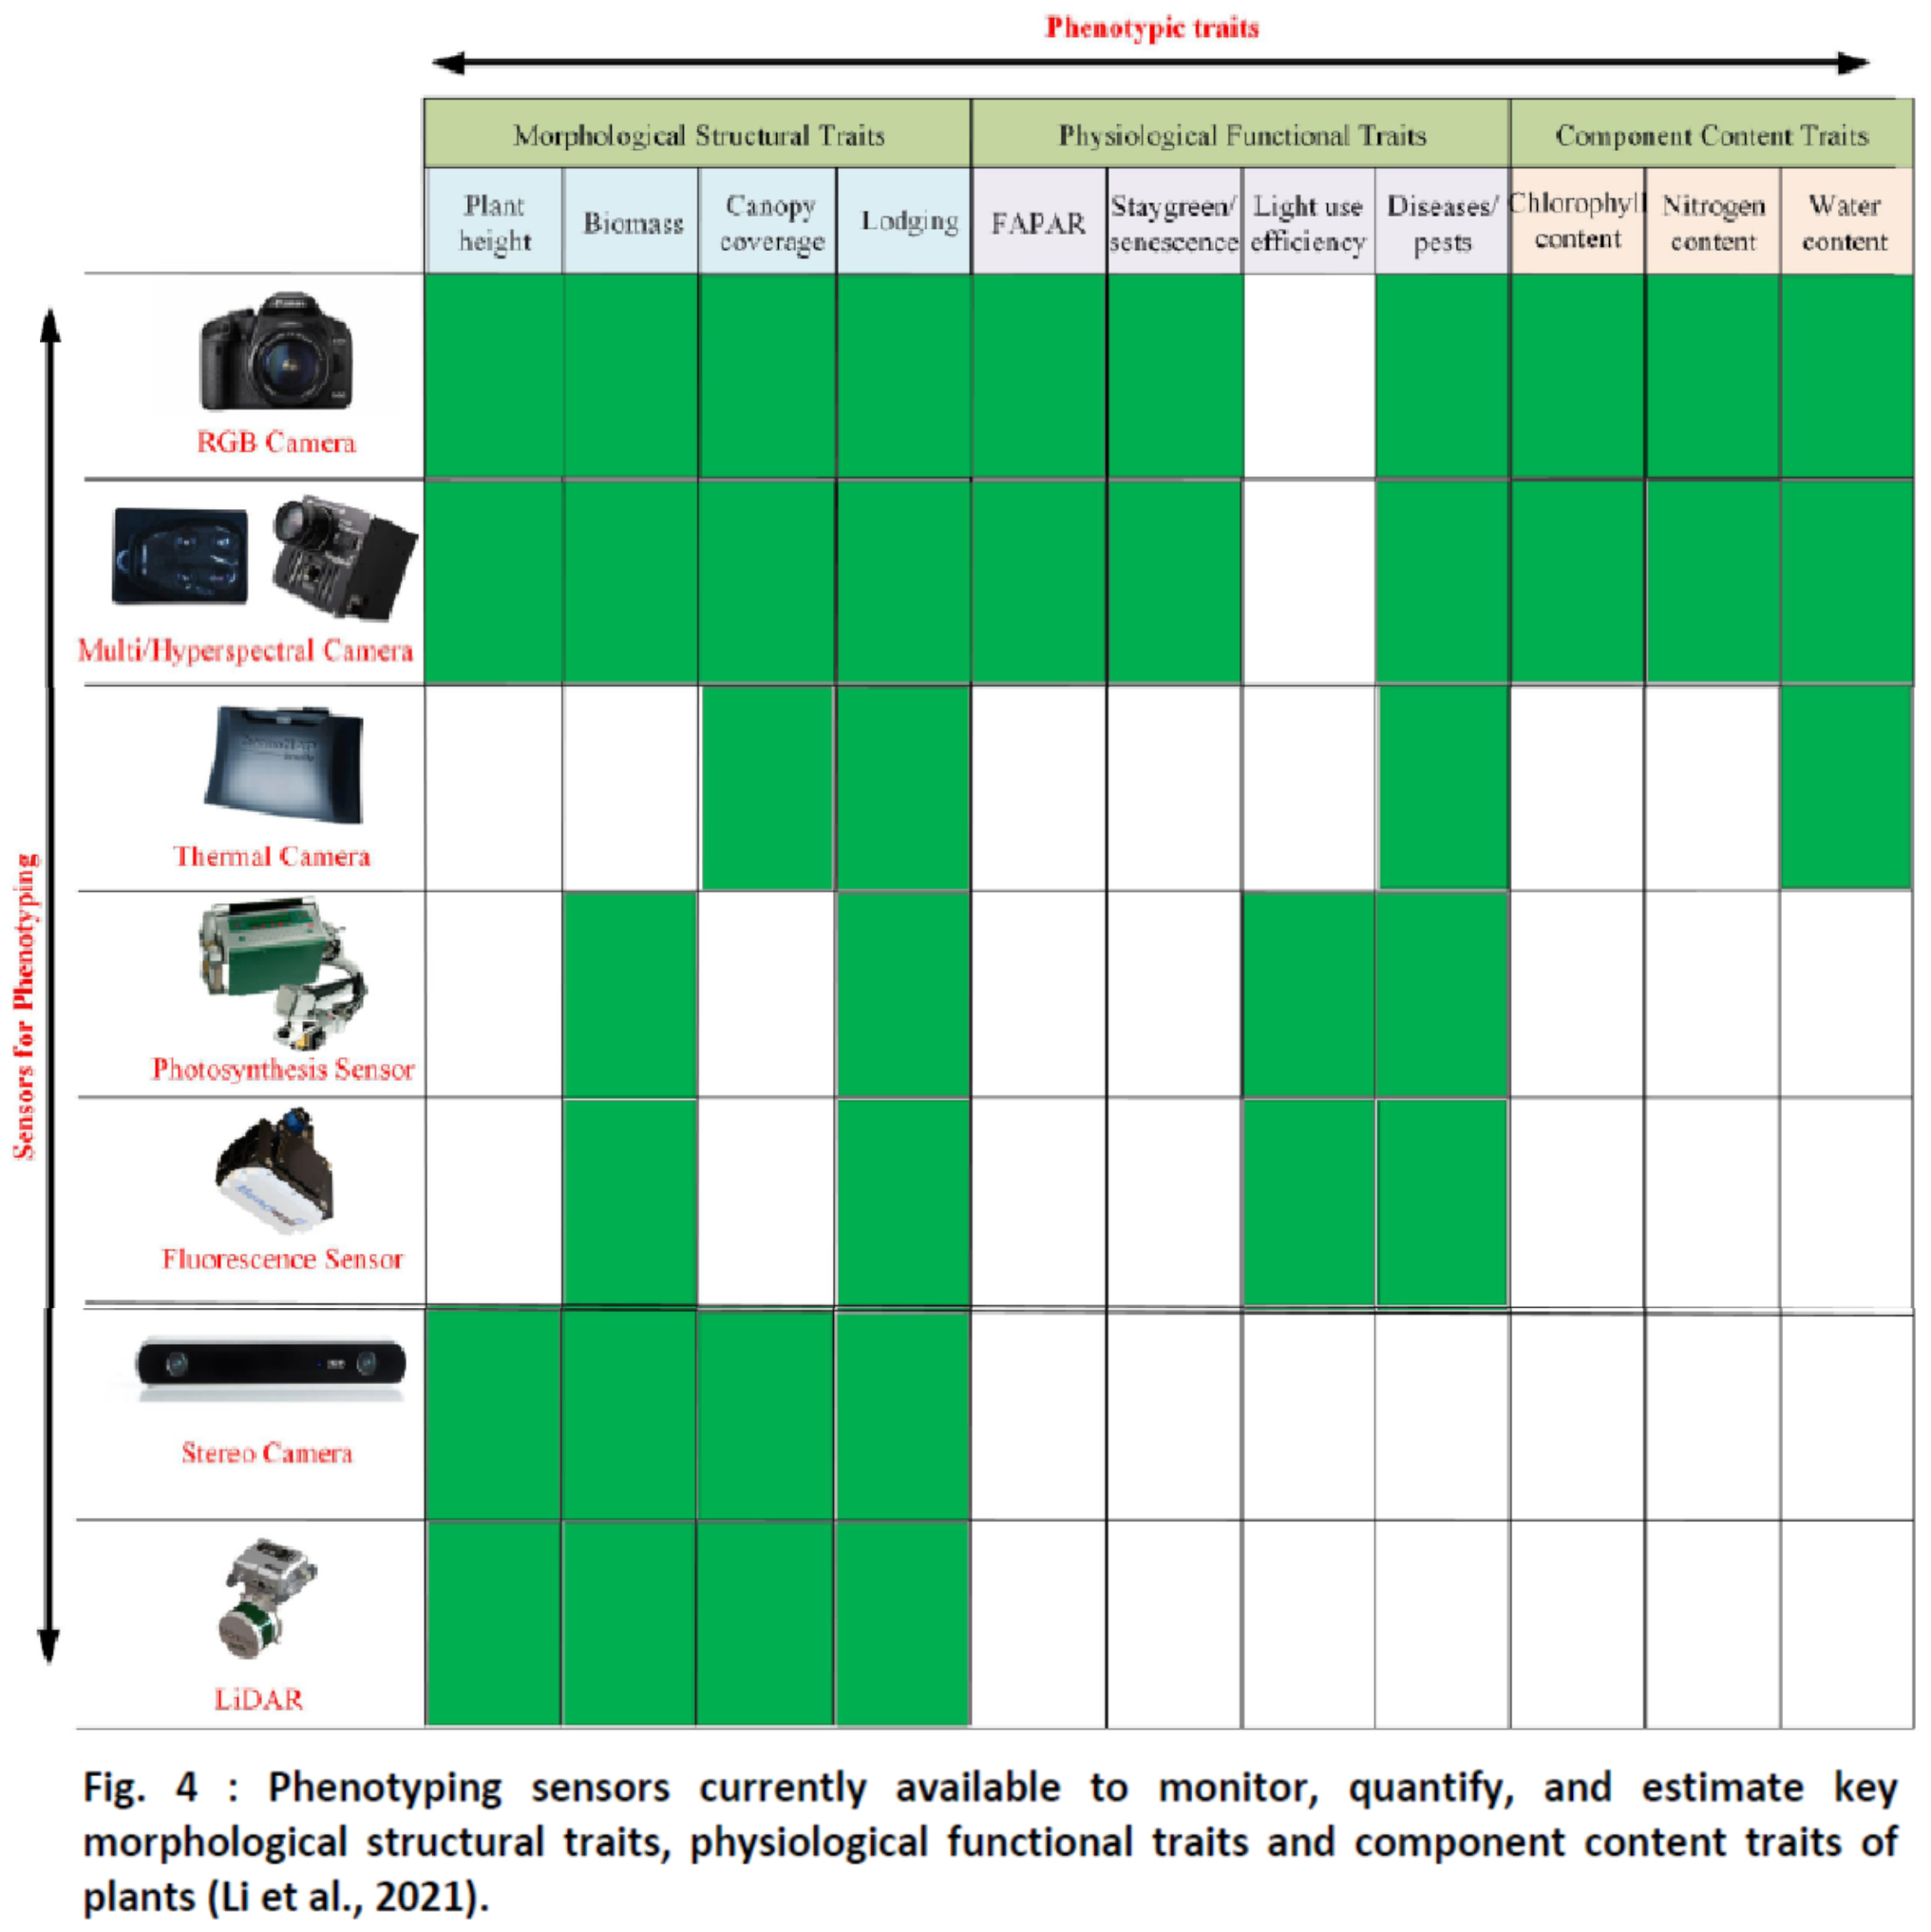 Phenotypic traits
Morphological Structural Traits
Physiological Functional Traits
Component Content Traits
Plant
height
Biomass
Canopy
coverage
Lodging
FAPAR
Staygreen/
senescence
Light use
efficiency
Diseases/
pests
Chlorophyll
content
Nitrogen
content
Water
content
Sensors for Phenotyping
RGB Camera
Multi/Hyperspectral Camera
Thermal Camera
Photosynthesis Sensor
Fluorescence Sensor
Stereo Camera
LiDAR
Fig. 4 : Phenotyping sensors currently available to monitor, quantify, and estimate key
morphological structural traits, physiological functional traits and component content traits of
plants (Li et al., 2021).